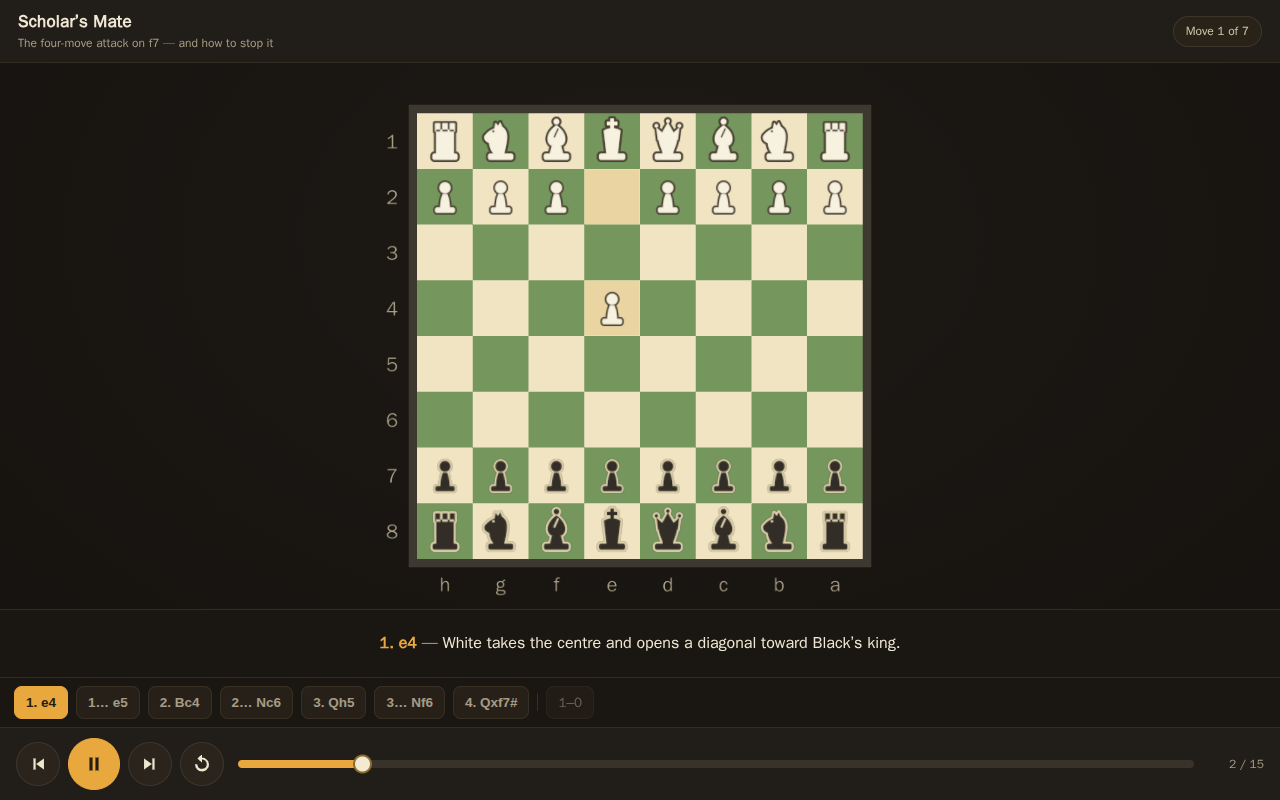 Scholar's Mate
The four-move attack on f7 — and how to stop it
Move 1 of 7
1
2
3
4
5
6
7
8
h g f e d c b a
1. e4 — White takes the centre and opens a diagonal toward Black's king.
1. e4 1… e5 2. Bc4 2… Nc6 3. Qh5 3… Nf6 4. Qxf7# 1–0
2 / 15